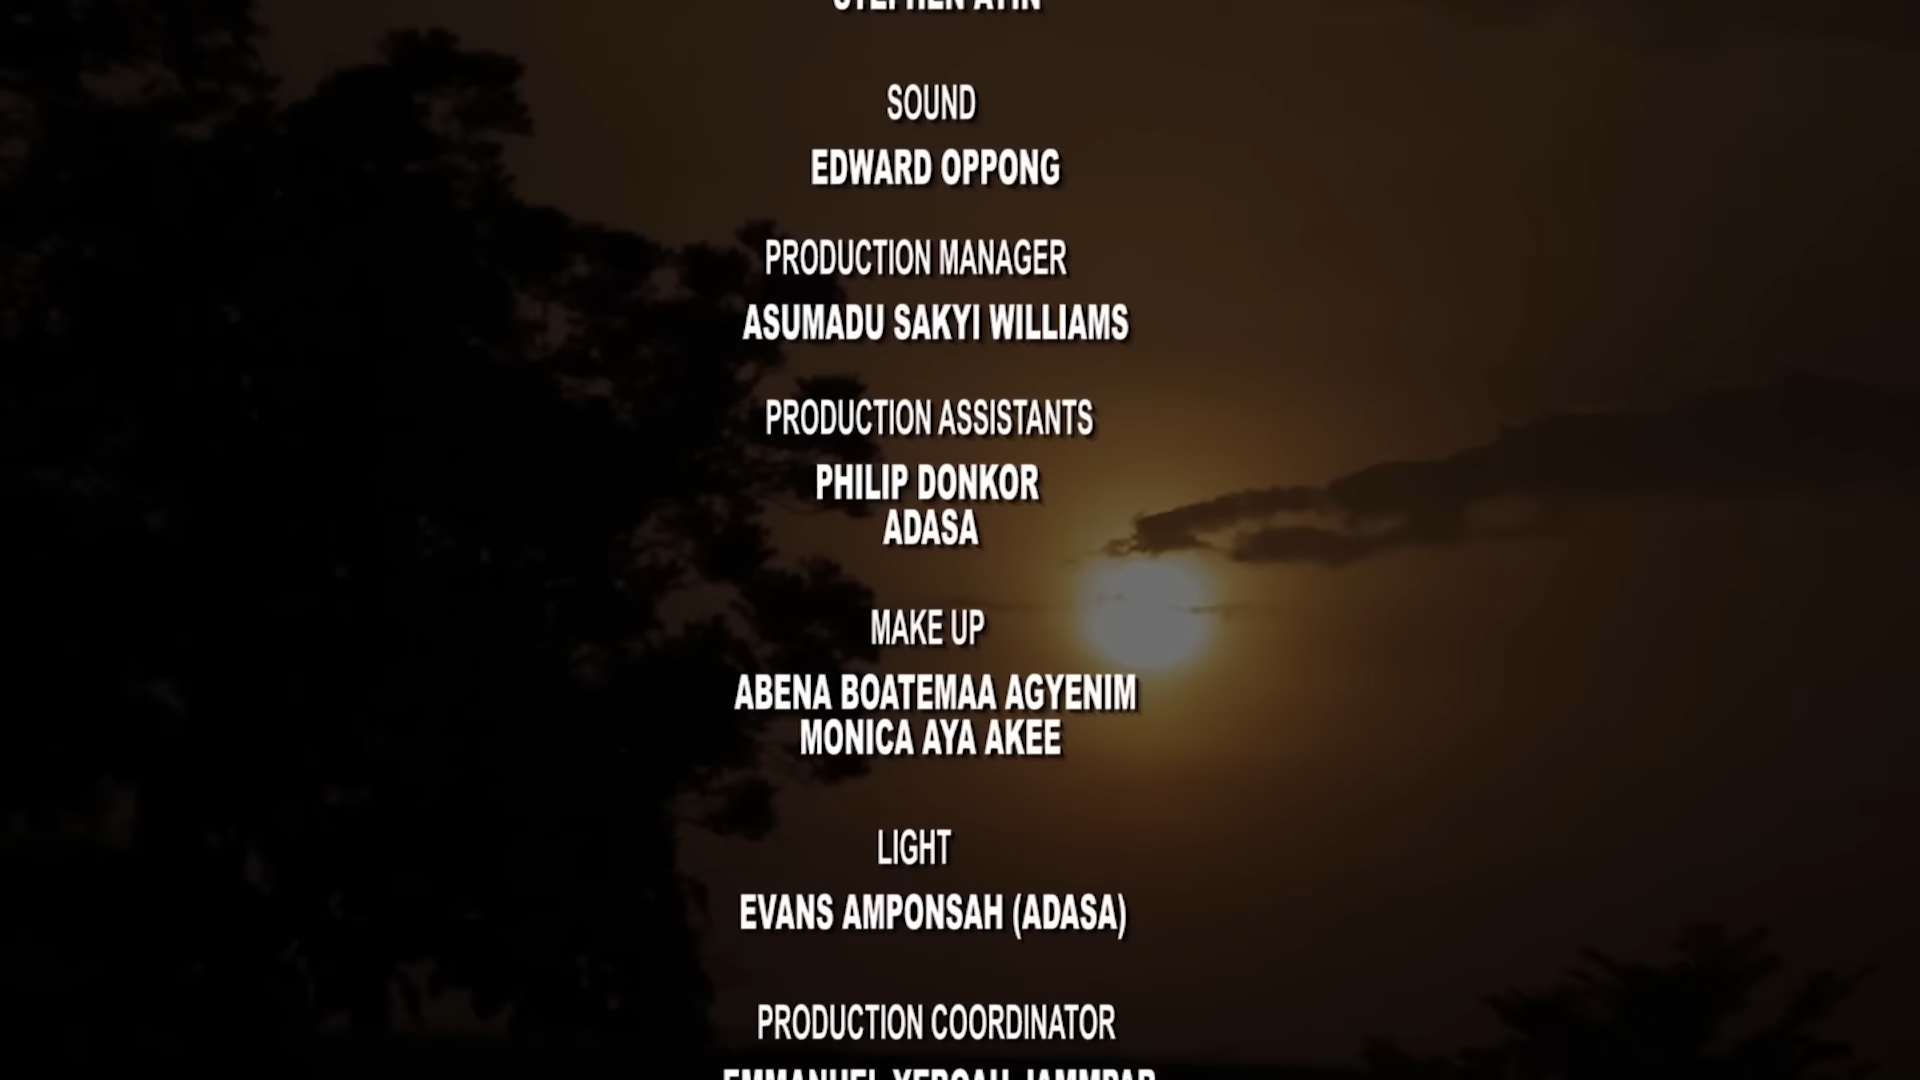 SOUND
EDWARD OPPONG
PRODUCTION MANAGER
ASUMADU SAKYI WILLIAMS
PRODUCTION ASSISTANTS
PHILIP DONKOR
ADASA
MAKE UP
ABENA BOATEMAA AGYENIM
MONICA AYA AKEE
LIGHT
EVANS AMPONSAH (ADASA)
PRODUCTION COORDINATOR
EMMANUEL